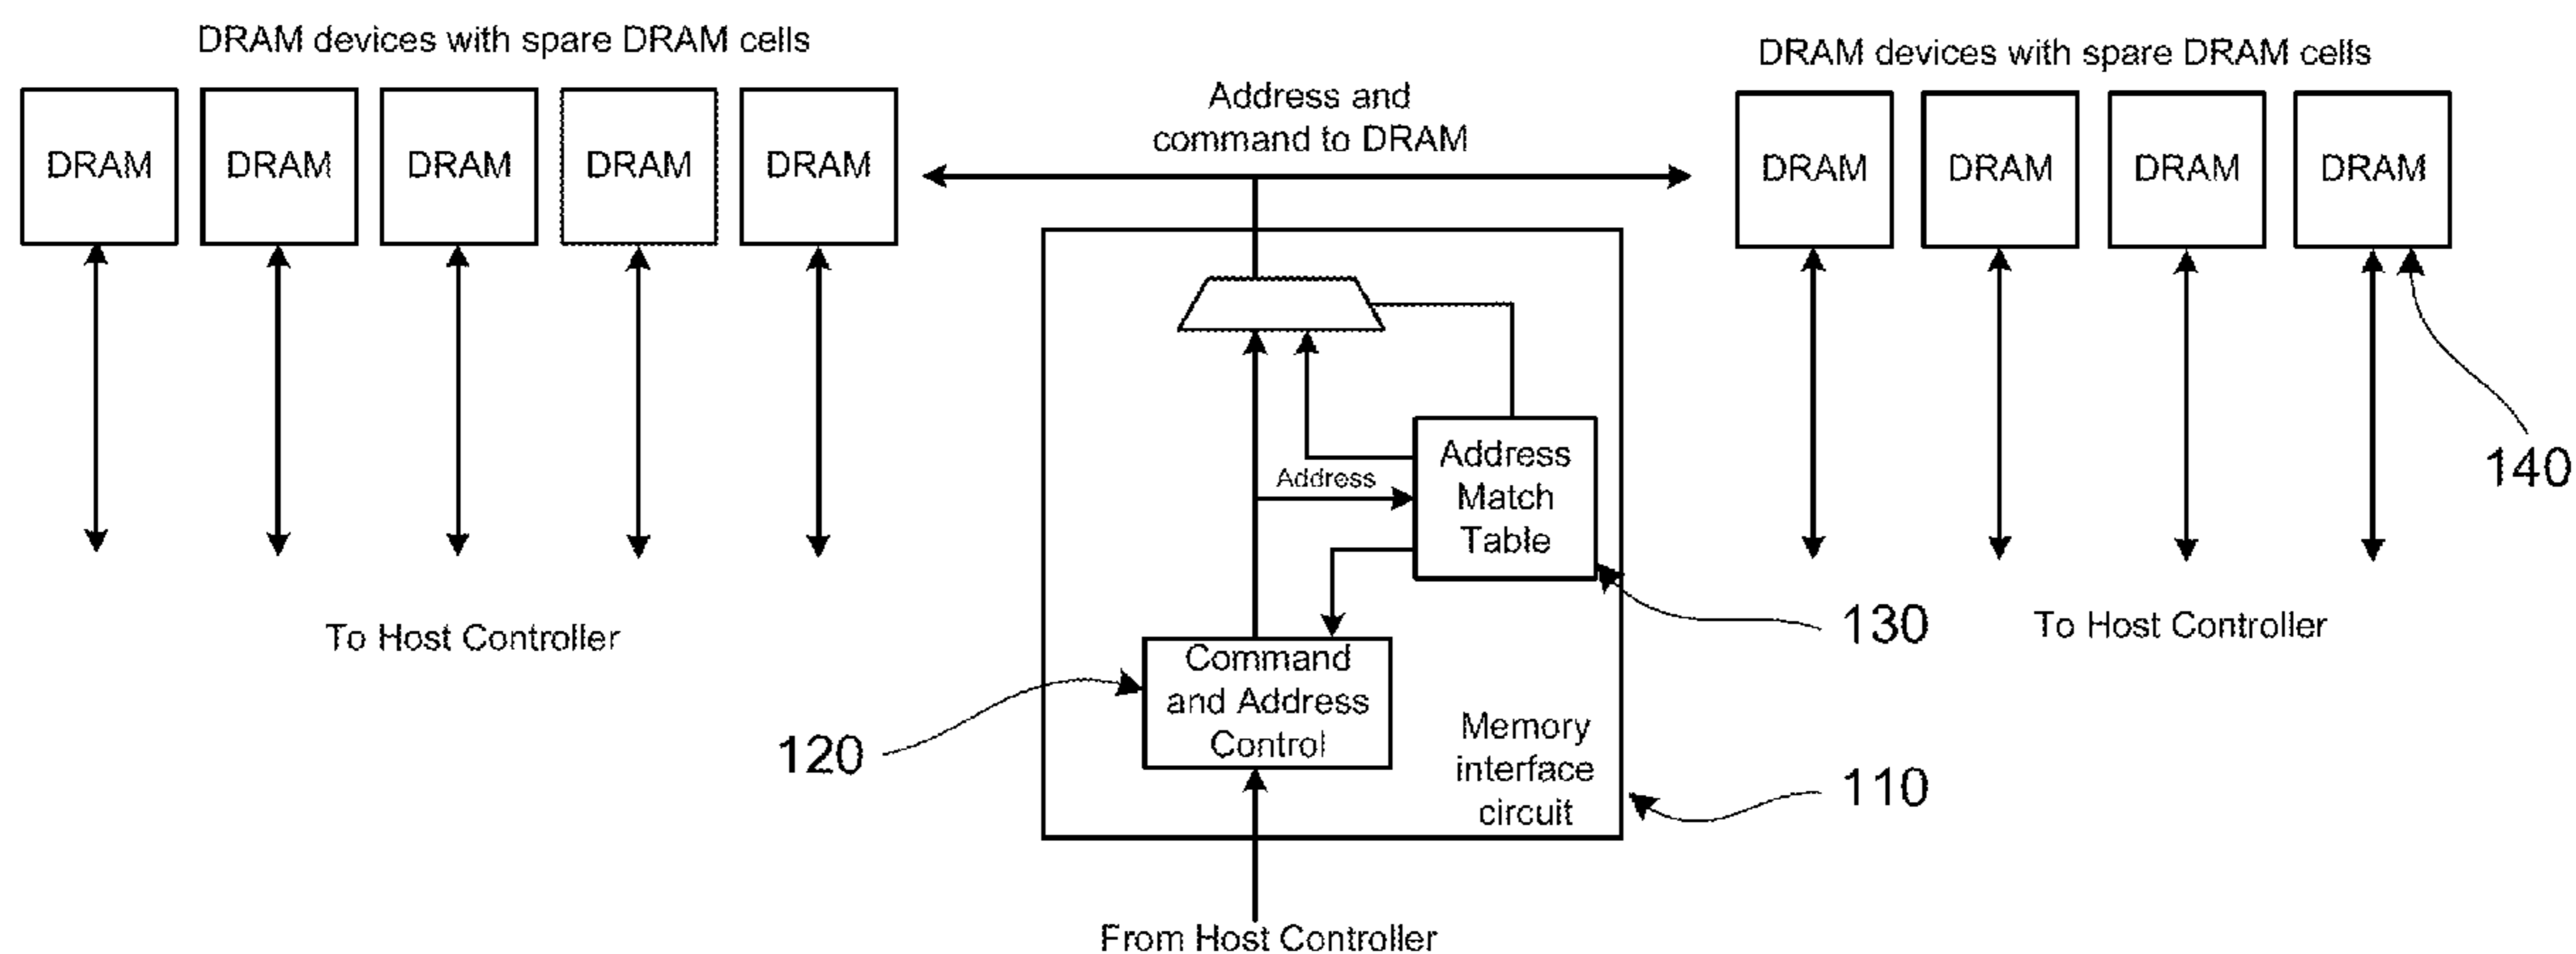 DRAM devices with spare DRAM cells
DRAM devices with spare DRAM cells
DRAM
DRAM
DRAM
DRAM
DRAM
Address and
command to DRAM
DRAM
DRAM
DRAM
DRAM
Address
Address
Match
Table
140
130
To Host Controller
To Host Controller
Command
and Address
Control
120
Memory
interface
circuit
110
From Host Controller